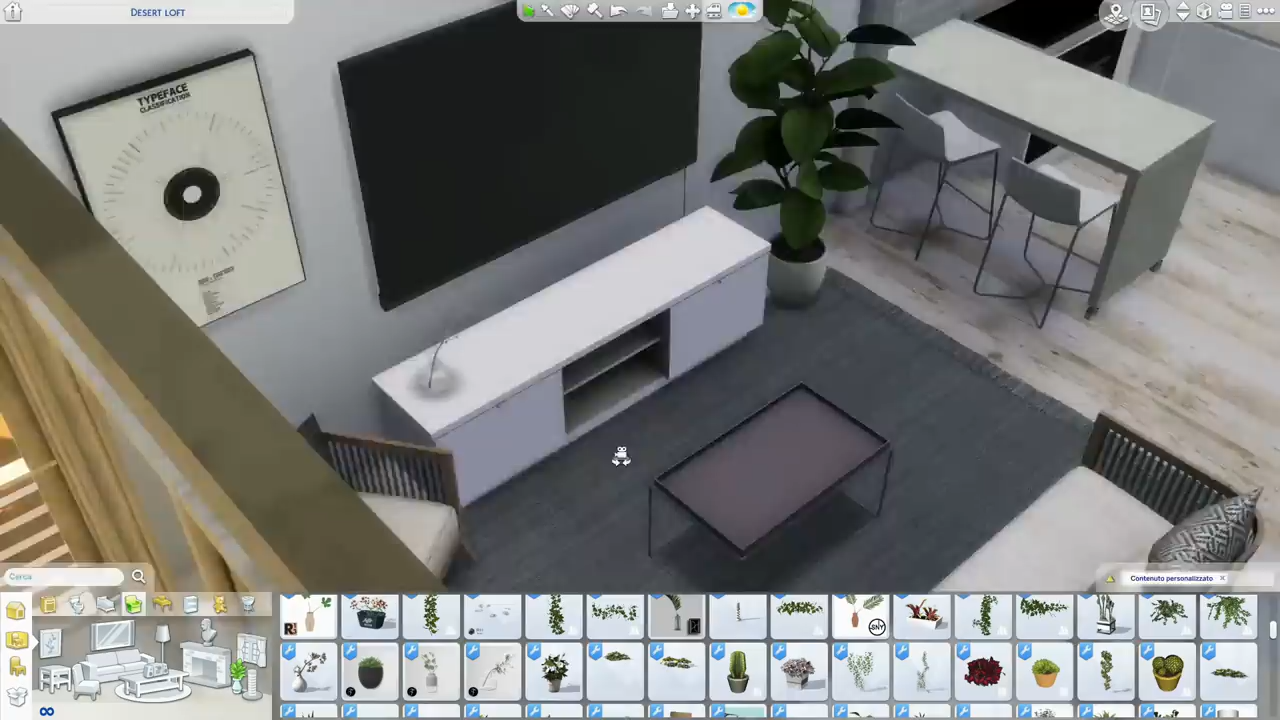 DESERT LOFT
TYPEFACE
CLASSIFICATION
Cerca
Contenuto personalizzato